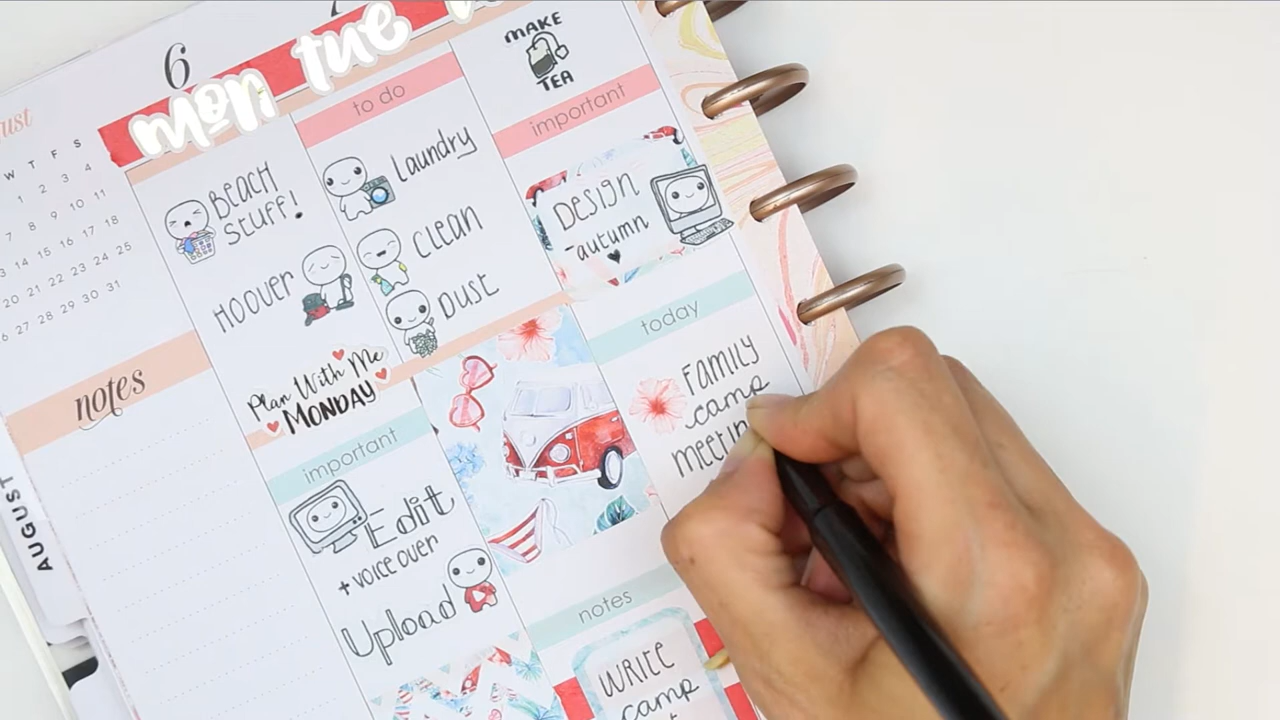 6
mon tue
W T F S
1 2 3 4
7 8 9 10 11
13 14 15 16 17 18
20 21 22 23 24 25
27 28 29 30 31
notes
AUGUST
BEACH
STUFF!
HOOVER
Plan With Me
MONDAY
important
Edit
+ voice over
Upload
to do
Laundry
CLEAN
DUST
MAKE
TEA
important
DESIGN
-autumn
today
FAMILY
camp
notes
WRITE
camp